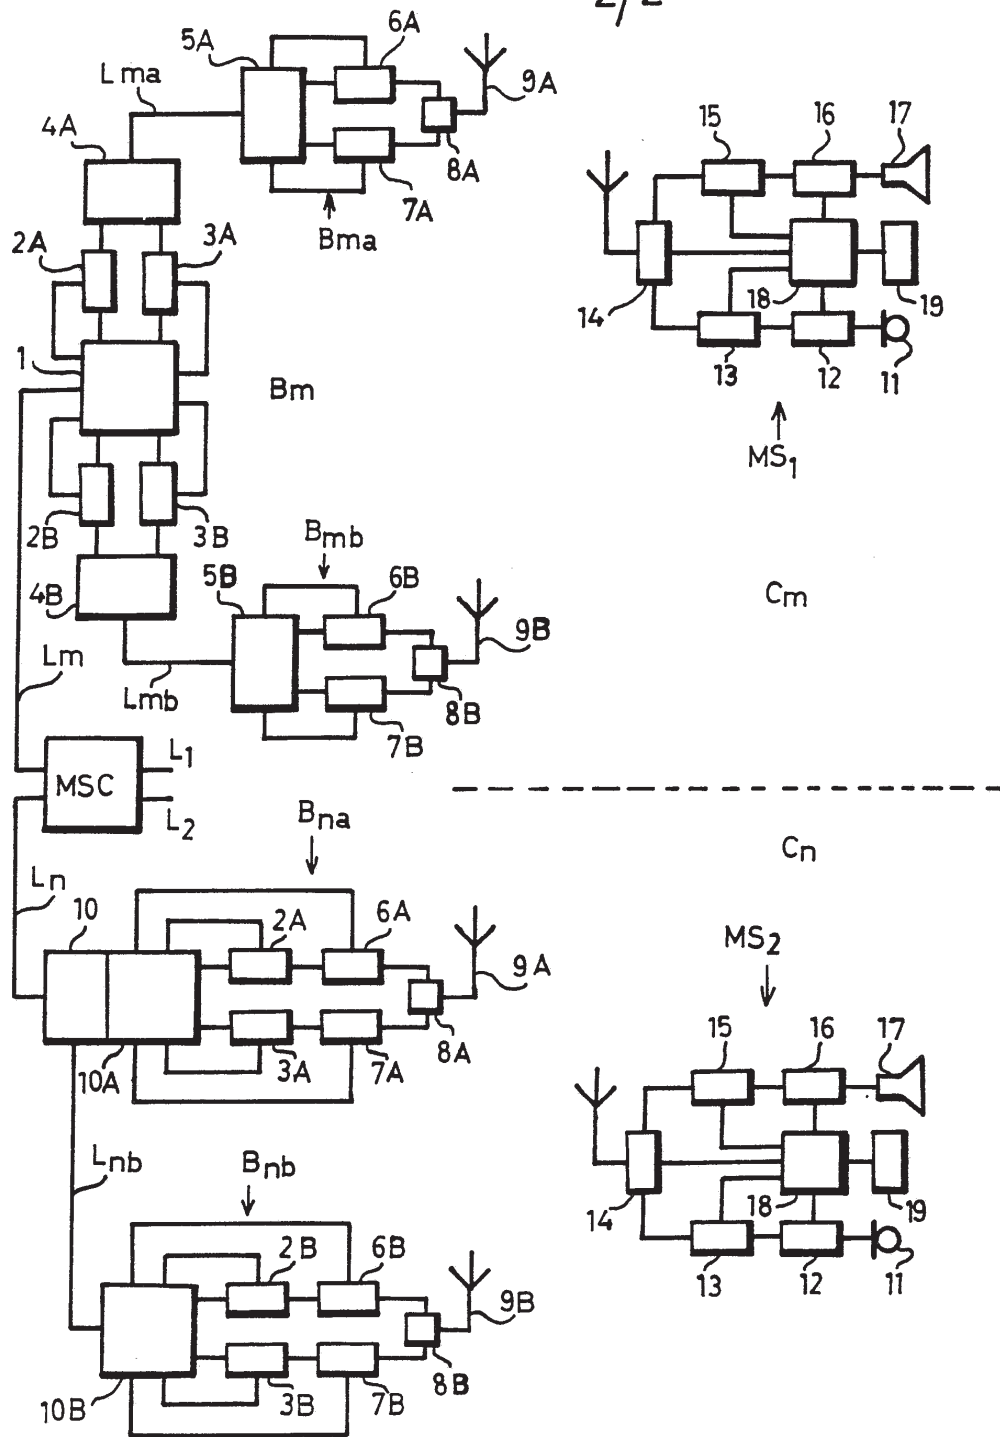 2/2
5A
6A
Lma
9A
4A
8A
7A
Bma
2A
3A
1
Bm
2B
3B
Bmb
4B
5B
6B
9B
Lm
Lmb
8B
7B
MSC
L1
L2
15
16
17
14
18
19
13
12
11
MS1
Cm
Cn
Bna
Ln
10
2A
6A
9A
10A
3A
7A
8A
Lnb
Bnb
2B
6B
9B
10B
3B
7B
8B
MS2
15
16
17
14
18
19
13
12
11